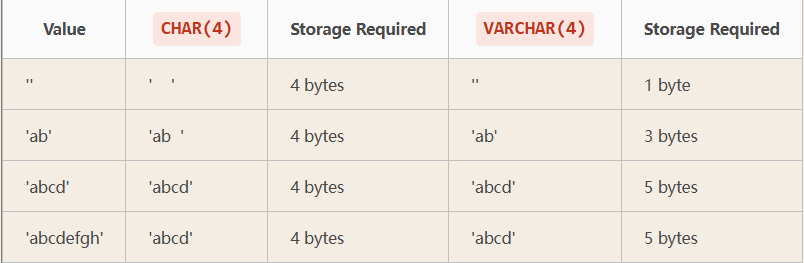 Value CHAR(4) Storage Required VARCHAR(4) Storage Required
'' '  ' 4 bytes '' 1 byte
'ab' 'ab ' 4 bytes 'ab' 3 bytes
'abcd' 'abcd' 4 bytes 'abcd' 5 bytes
'abcdefgh' 'abcd' 4 bytes 'abcd' 5 bytes